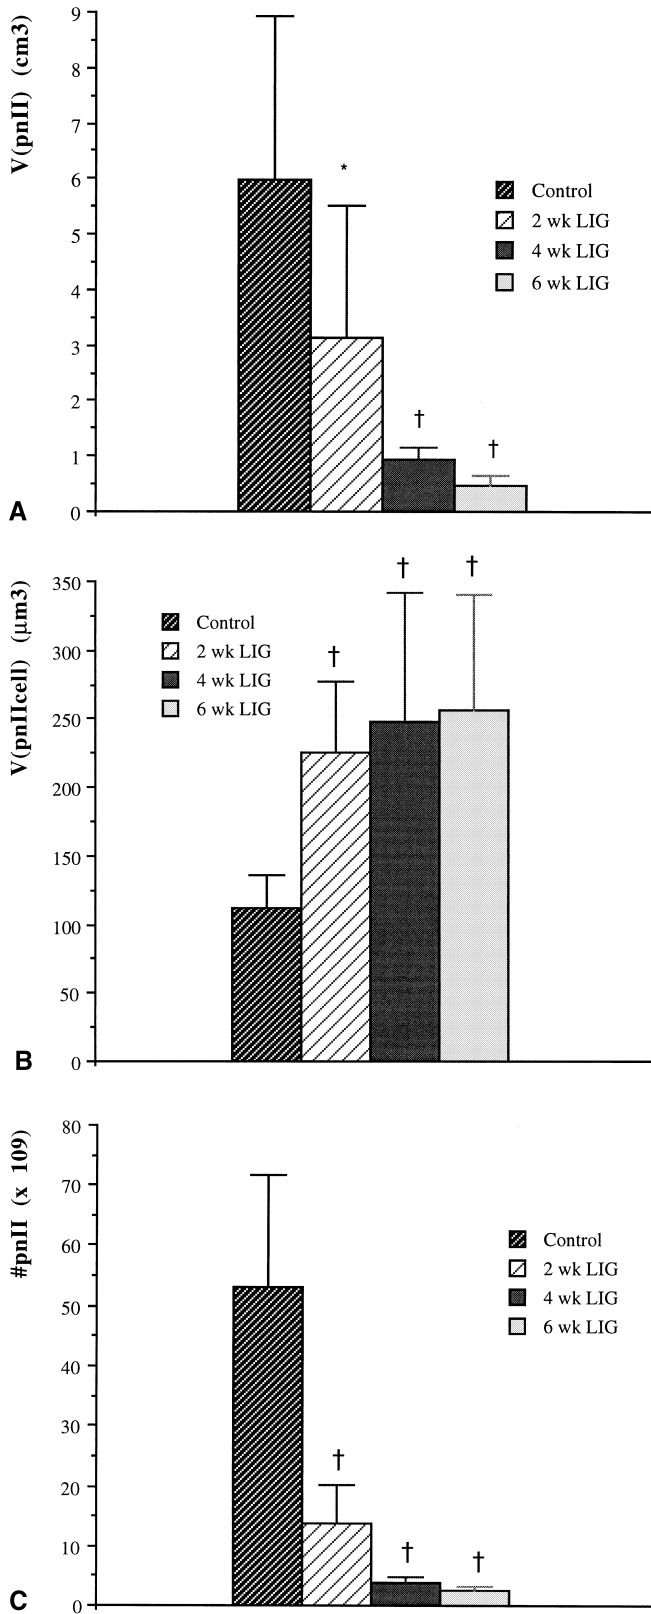 V(pnII) (cm3)
9
8
7
6
5
4
3
2
1
0
*
†
†
Control
2 wk LIG
4 wk LIG
6 wk LIG
A
V(pnIIcell) (μm3)
350
300
250
200
150
100
50
0
Control
2 wk LIG
4 wk LIG
6 wk LIG
†
†
†
B
#pnII (x 109)
80
70
60
50
40
30
20
10
0
†
†
†
Control
2 wk LIG
4 wk LIG
6 wk LIG
C